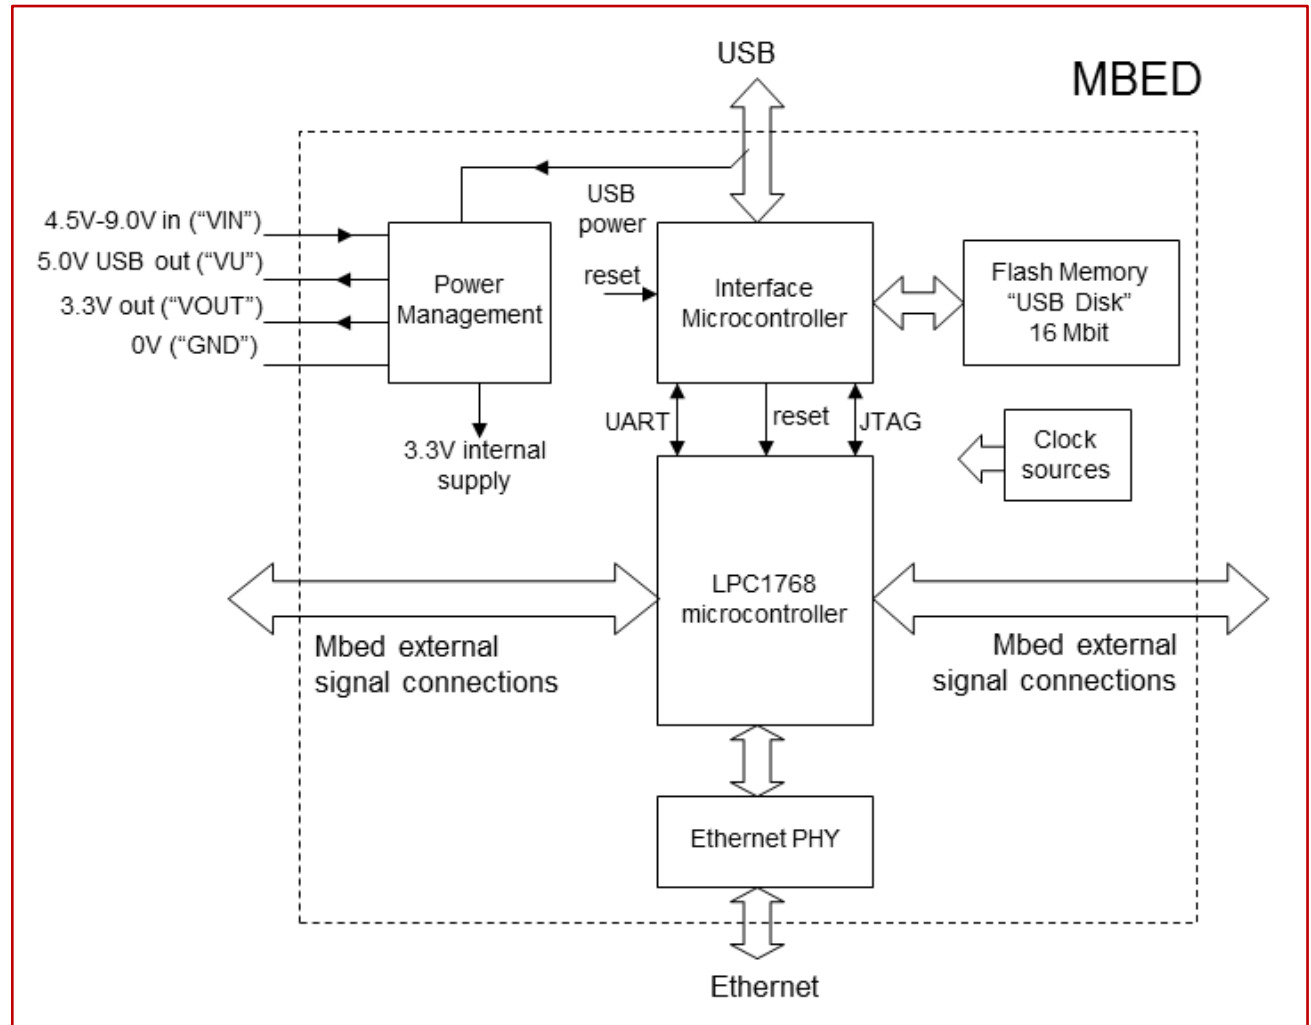 USB
MBED
USB
power
4.5V-9.0V in (“VIN”)
5.0V USB out (“VU”)
3.3V out (“VOUT”)
0V (“GND”)
Power
Management
reset
Interface
Microcontroller
Flash Memory
“USB Disk”
16 Mbit
UART
reset
JTAG
Clock
sources
3.3V internal
supply
LPC1768
microcontroller
Mbed external
signal connections
Mbed external
signal connections
Ethernet PHY
Ethernet